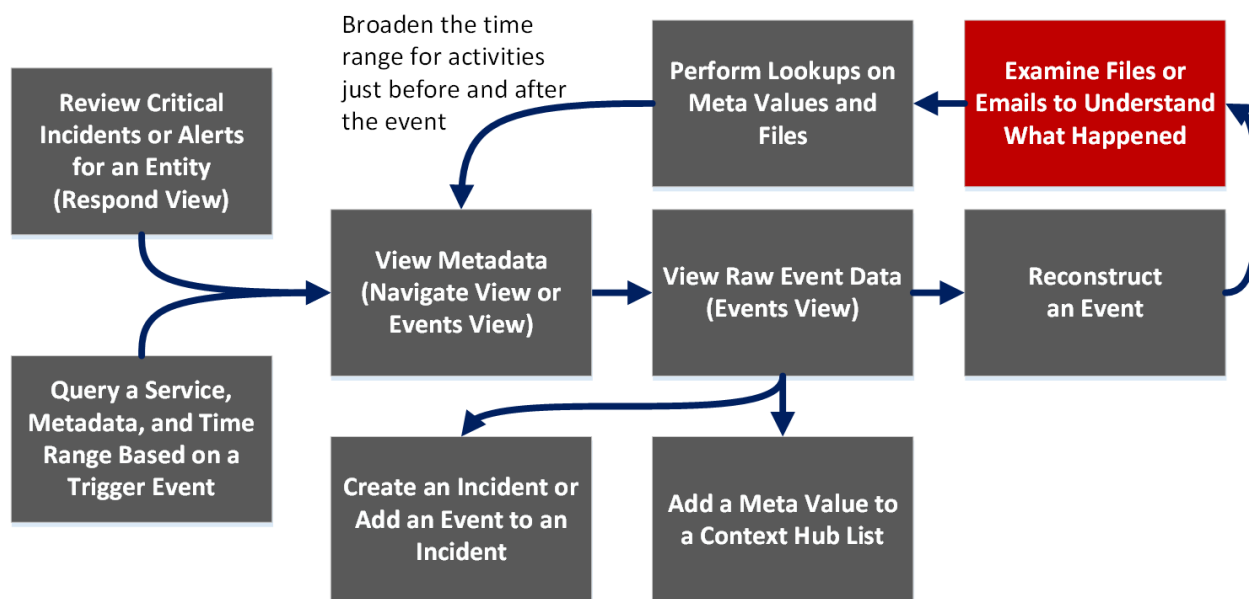 Broaden the time
range for activities
just before and after
the event
Review Critical
Incidents or Alerts
for an Entity
(Respond View)
Perform Lookups on
Meta Values and
Files
Examine Files or
Emails to Understand
What Happened
View Metadata
(Navigate View or
Events View)
View Raw Event Data
(Events View)
Reconstruct
an Event
Query a Service,
Metadata, and Time
Range Based on a
Trigger Event
Create an Incident or
Add an Event to an
Incident
Add a Meta Value to
a Context Hub List